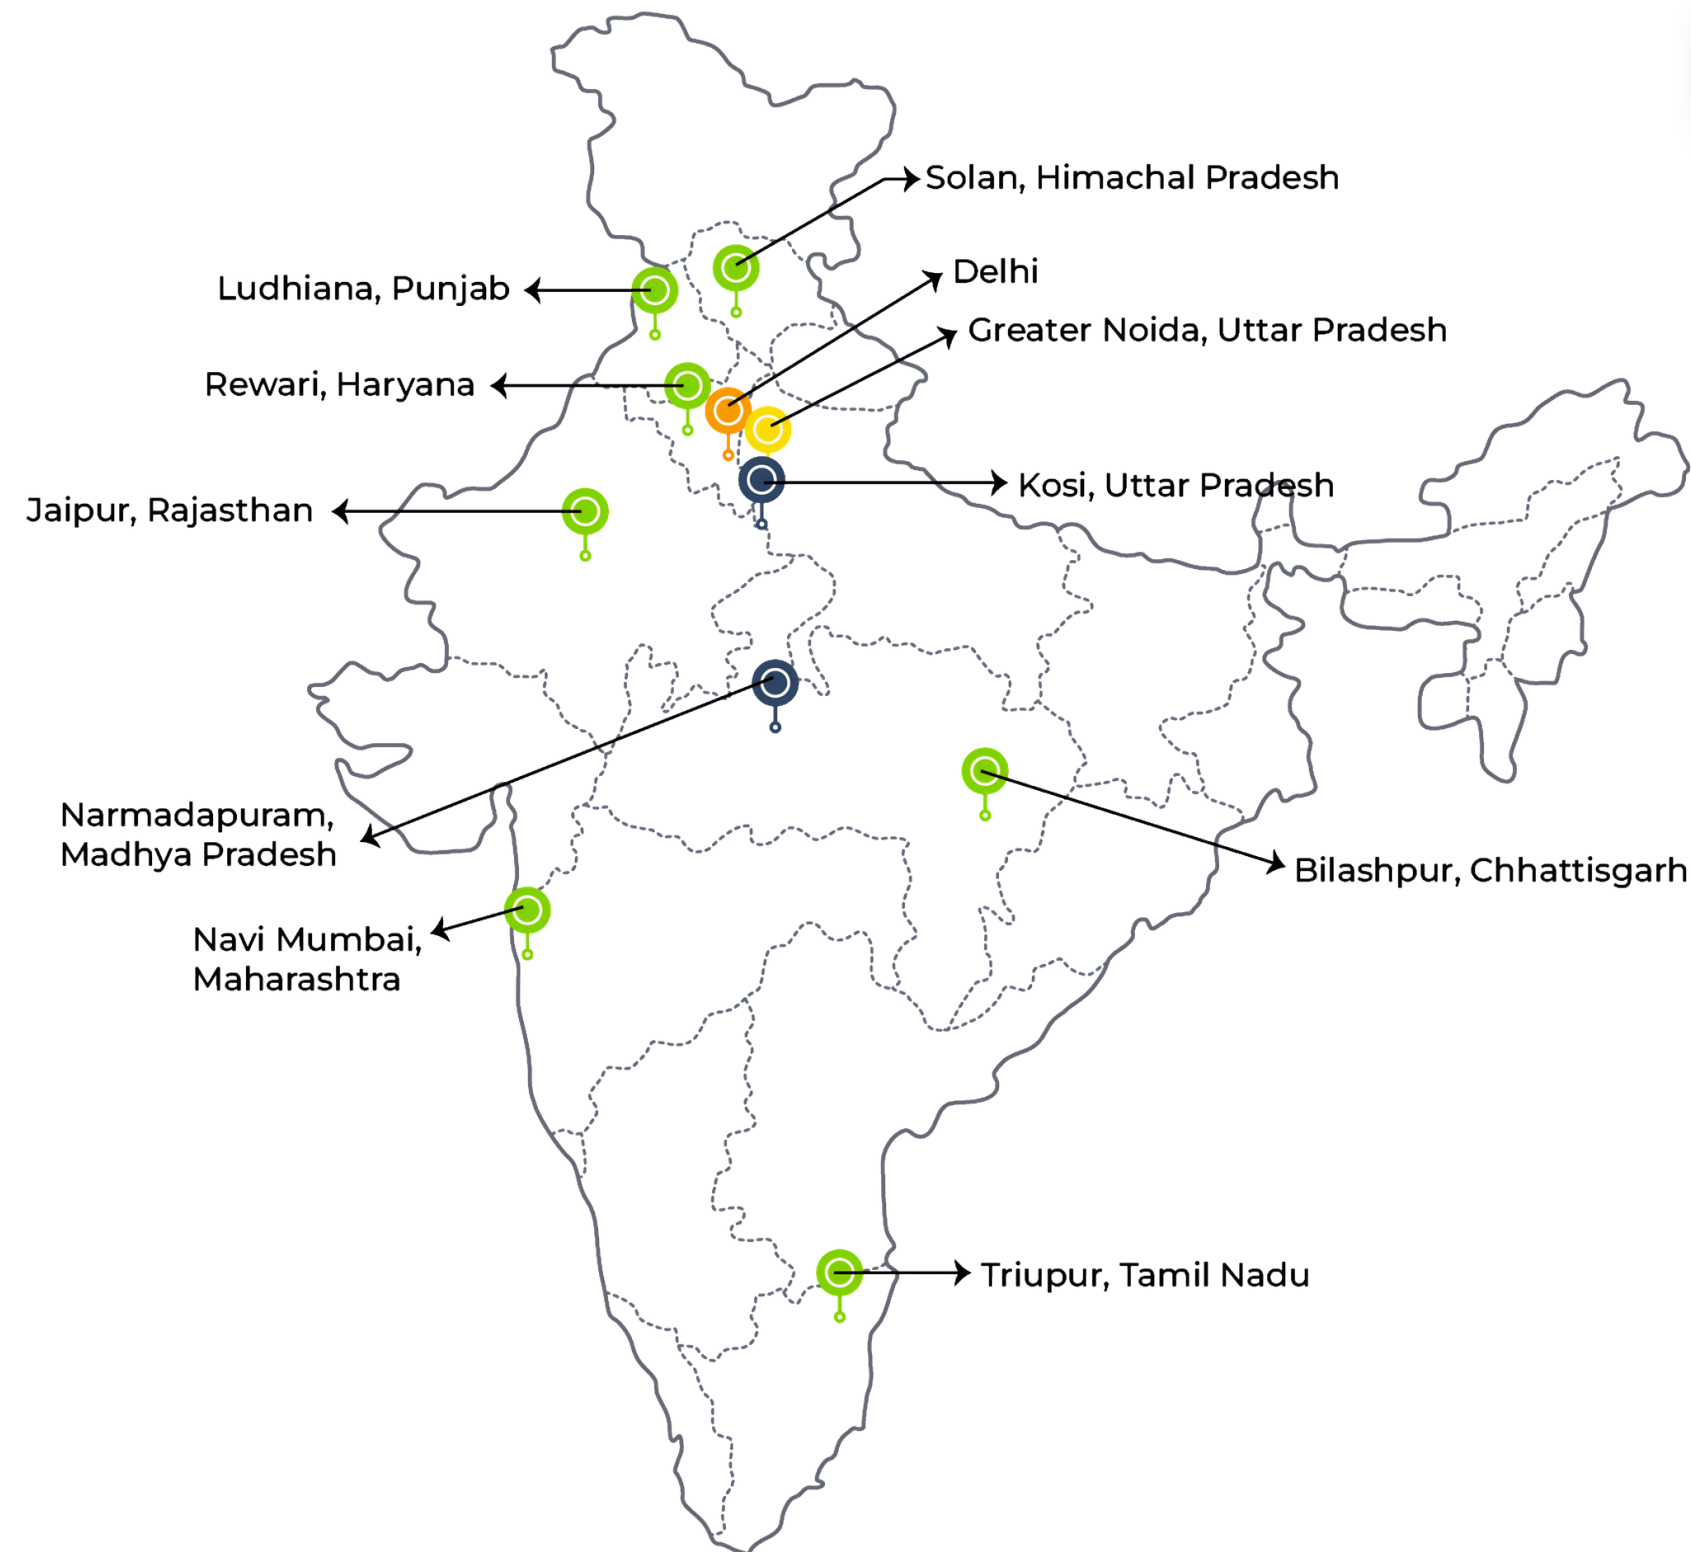 Solan, Himachal Pradesh
Delhi
Ludhiana, Punjab
Greater Noida, Uttar Pradesh
Rewari, Haryana
Kosi, Uttar Pradesh
Jaipur, Rajasthan
Narmadapuram,
Madhya Pradesh
Bilashpur, Chhattisgarh
Navi Mumbai,
Maharashtra
Triupur, Tamil Nadu